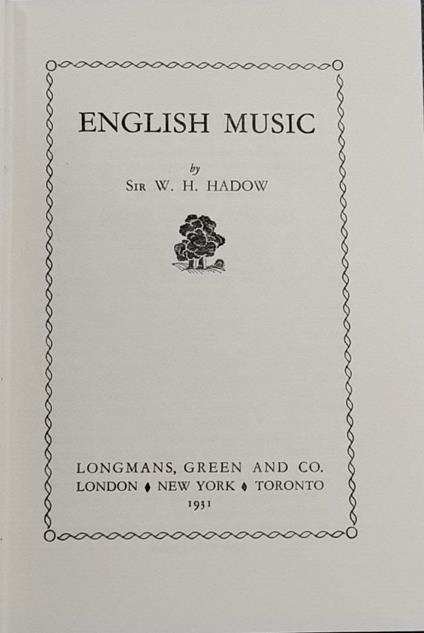 ENGLISH MUSIC
by
SIR W. H. HADOW
LONGMANS, GREEN AND CO.
LONDON ♦ NEW YORK ♦ TORONTO
1931